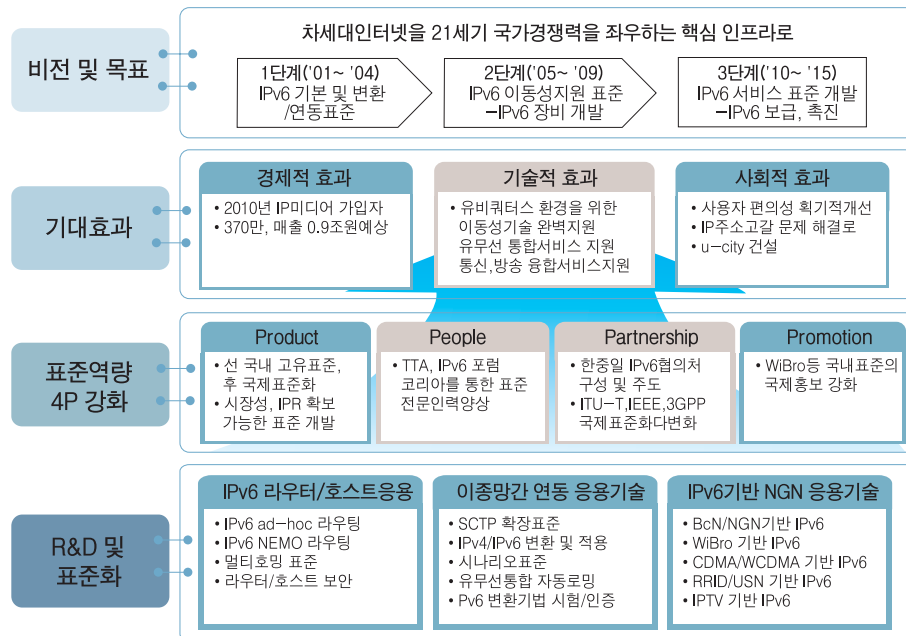 비전 및 목표
차세대인터넷을 21세기 국가경쟁력을 좌우하는 핵심 인프라로
1단계('01~ '04)
IPv6 기본 및 변환
/연동표준
2단계('05~ '09)
IPv6 이동성지원 표준
–IPv6 장비 개발
3단계('10~ '15)
IPv6 서비스 표준 개발
–IPv6 보급, 촉진
기대효과
경제적 효과
• 2010년 IP미디어 가입자
• 370만, 매출 0.9조원예상
기술적 효과
• 유비쿼터스 환경을 위한
이동성기술 완벽지원
유무선 통합서비스 지원
통신,방송 융합서비스지원
사회적 효과
• 사용자 편의성 획기적개선
• IP주소고갈 문제 해결로
• u–city 건설
표준역량
4P 강화
Product
• 선 국내 고유표준,
후 국제표준화
• 시장성, IPR 확보
가능한 표준 개발
People
• TTA, IPv6 포럼
코리아를 통한 표준
전문인력양상
Partnership
• 한중일 IPv6협의처
구성 및 주도
• ITU–T,IEEE,3GPP
국제표준화다변화
Promotion
• WiBro등 국내표준의
국제홍보 강화
R&D 및
표준화
IPv6 라우터/호스트응용
• IPv6 ad–hoc 라우팅
• IPv6 NEMO 라우팅
• 멀티호밍 표준
• 라우터/호스트 보안
이종망간 연동 응용기술
• SCTP 확장표준
• IPv4/IPv6 변환 및 적용
• 시나리오표준
• 유무선통합 자동로밍
• Pv6 변환기법 시험/인증
IPv6기반 NGN 응용기술
• BcN/NGN기반 IPv6
• WiBro 기반 IPv6
• CDMA/WCDMA 기반 IPv6
• RRID/USN 기반 IPv6
• IPTV 기반 IPv6